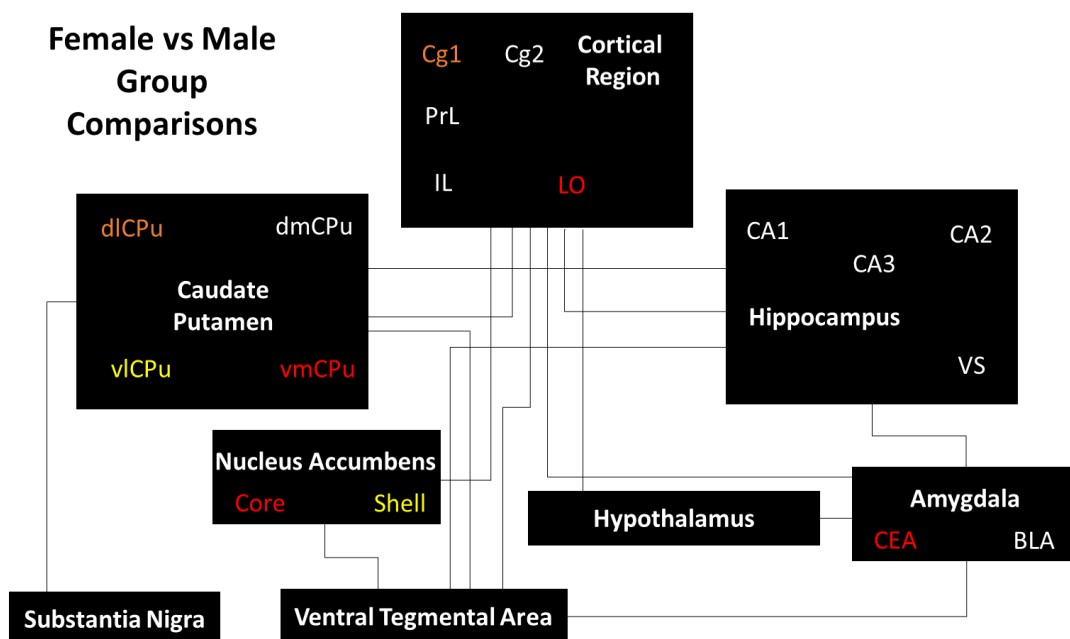 Female vs Male
Group
Comparisons
Cg1 Cg2 Cortical
Region
PrL
IL LO
dlCPu dmCPu
Caudate
Putamen
vlCPu vmCPu
CA1 CA2
CA3
Hippocampus
VS
Nucleus Accumbens
Core Shell
Hypothalamus
Amygdala
CEA BLA
Substantia Nigra
Ventral Tegmental Area